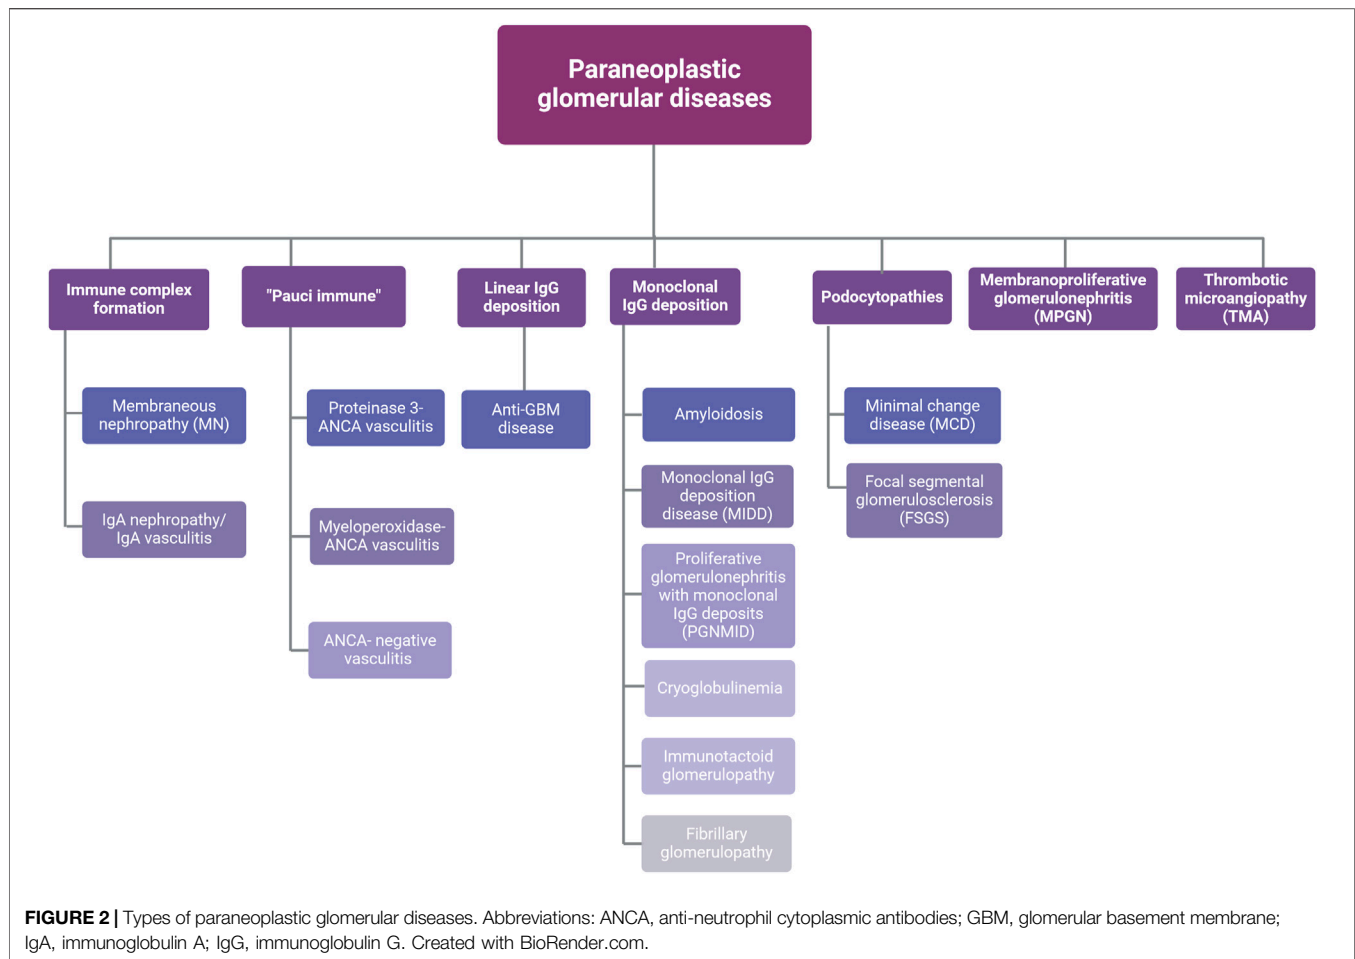 Paraneoplastic
glomerular diseases
Immune complex
formation
"Pauci immune"
Linear IgG
deposition
Monoclonal
IgG deposition
Podocytopathies
Membranoproliferative
glomerulonephritis
(MPGN)
Thrombotic
microangiopathy
(TMA)
Membraneous
nephropathy (MN)
IgA nephropathy/
IgA vasculitis
Proteinase 3-
ANCA vasculitis
Myeloperoxidase-
ANCA vasculitis
ANCA- negative
vasculitis
Anti-GBM
disease
Amyloidosis
Monoclonal IgG
deposition
disease (MIDD)
Proliferative
glomerulonephritis
with monoclonal
IgG deposits
(PGNMID)
Cryoglobulinemia
Immunotactoid
glomerulopathy
Fibrillary
glomerulopathy
Minimal change
disease (MCD)
Focal segmental
glomerulosclerosis
(FSGS)
FIGURE 2 | Types of paraneoplastic glomerular diseases. Abbreviations: ANCA, anti-neutrophil cytoplasmic antibodies; GBM, glomerular basement membrane;
IgA, immunoglobulin A; IgG, immunoglobulin G. Created with BioRender.com.